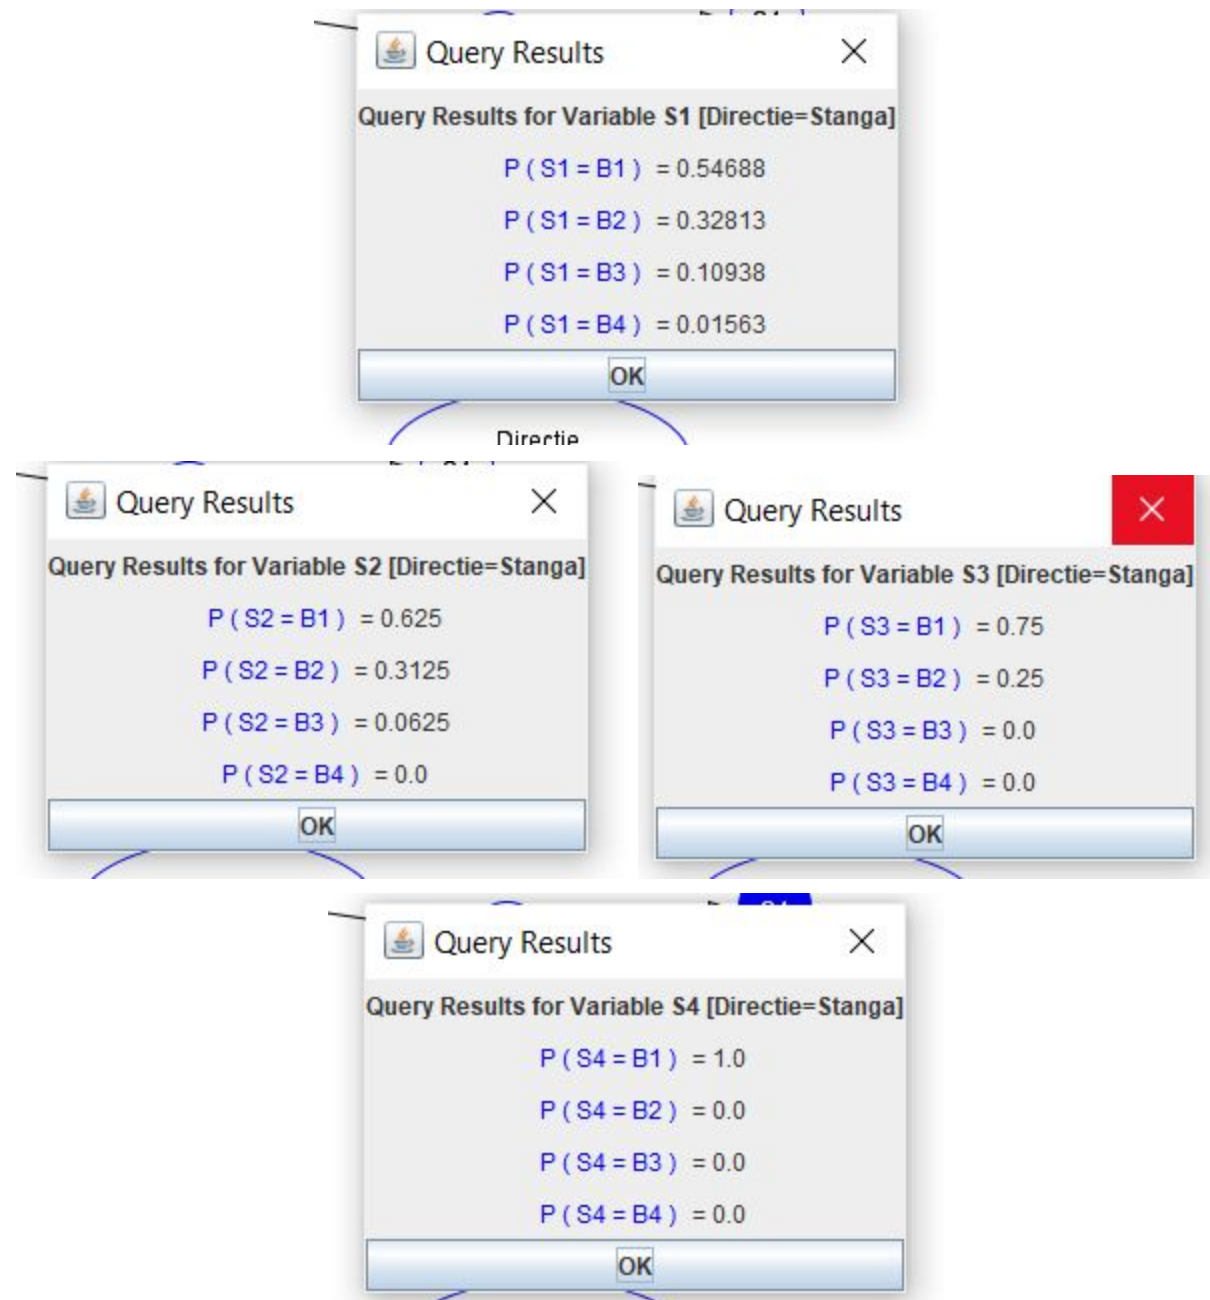 Query Results
Query Results for Variable S1 [Directie=Stanga]
P ( S1 = B1 ) = 0.54688
P ( S1 = B2 ) = 0.32813
P ( S1 = B3 ) = 0.10938
P ( S1 = B4 ) = 0.01563
OK
Directie
Query Results
Query Results for Variable S2 [Directie=Stanga]
P ( S2 = B1 ) = 0.625
P ( S2 = B2 ) = 0.3125
P ( S2 = B3 ) = 0.0625
P ( S2 = B4 ) = 0.0
OK
Query Results
Query Results for Variable S3 [Directie=Stanga]
P ( S3 = B1 ) = 0.75
P ( S3 = B2 ) = 0.25
P ( S3 = B3 ) = 0.0
P ( S3 = B4 ) = 0.0
OK
Query Results
Query Results for Variable S4 [Directie=Stanga]
P ( S4 = B1 ) = 1.0
P ( S4 = B2 ) = 0.0
P ( S4 = B3 ) = 0.0
P ( S4 = B4 ) = 0.0
OK